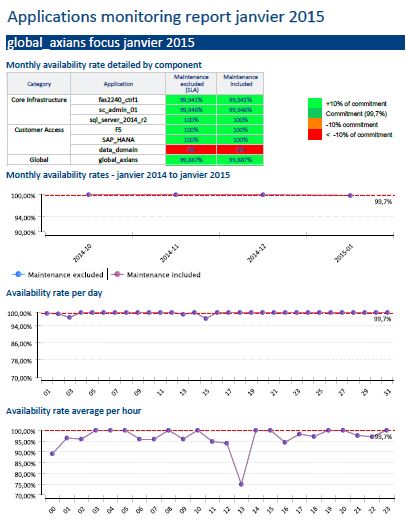 Applications monitoring report janvier 2015
global_axians focus janvier 2015
Monthly availability rate detailed by component
Category Application Maintenance excluded (SLA) Maintenance included
Core Infrastructure fas2240_ctrl1 99,941% 99,941%
sc_admin_01 99,946% 99,946%
sql_server_2014_r2 100% 100%
Customer Access F5 100% 100%
SAP_HANA 100% 100%
data_domain
Global global_axians 99,887% 99,887%
+10% of commitment
Commitment (99,7%)
-10% of commitment
< -10% of commitment
Monthly availability rates - janvier 2014 to janvier 2015
100,00%
99,7%
94,00%
90,00%
2014-10 2014-11 2014-12 2015-01
Maintenance excluded Maintenance included
Availability rate per day
100,00%
99,7%
94,00%
86,00%
78,00%
70,00%
01 03 05 07 09 11 13 15 17 19 21 23 25 27 29 31
Availability rate average per hour
100,00%
99,7%
95,00%
90,00%
85,00%
80,00%
75,00%
70,00%
00 01 02 03 04 05 06 07 08 09 10 11 12 13 14 15 16 17 18 19 20 21 22 23